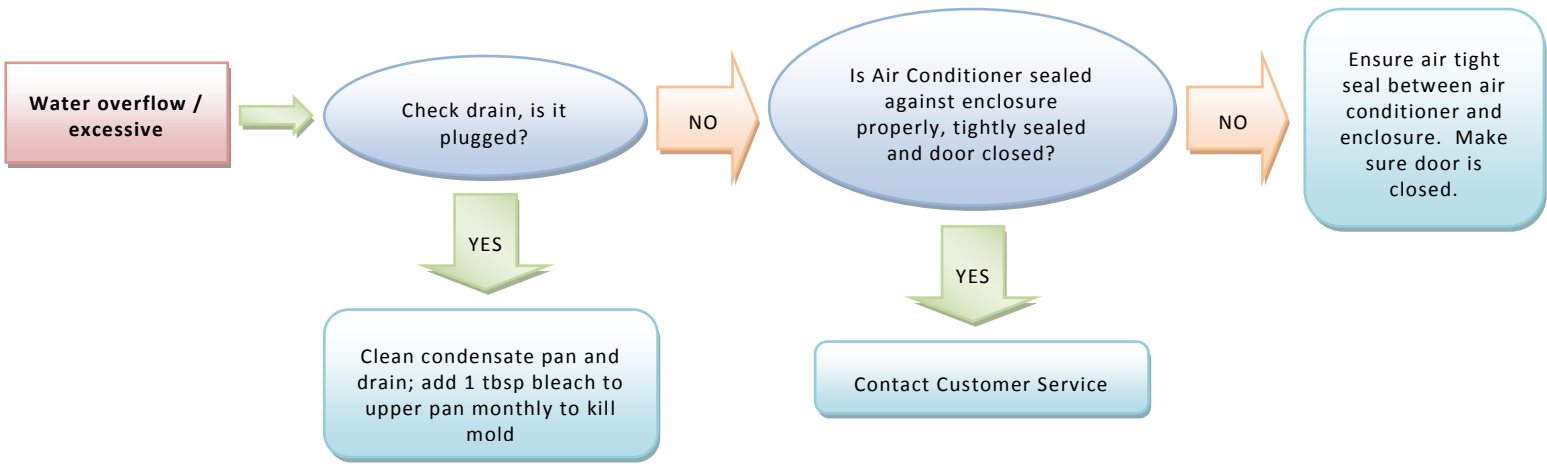 Water overflow /
excessive
Check drain, is it
plugged?
NO
Is Air Conditioner sealed
against enclosure
properly, tightly sealed
and door closed?
NO
Ensure air tight
seal between air
conditioner and
enclosure. Make
sure door is
closed.
YES
Clean condensate pan and
drain; add 1 tbsp bleach to
upper pan monthly to kill
mold
YES
Contact Customer Service